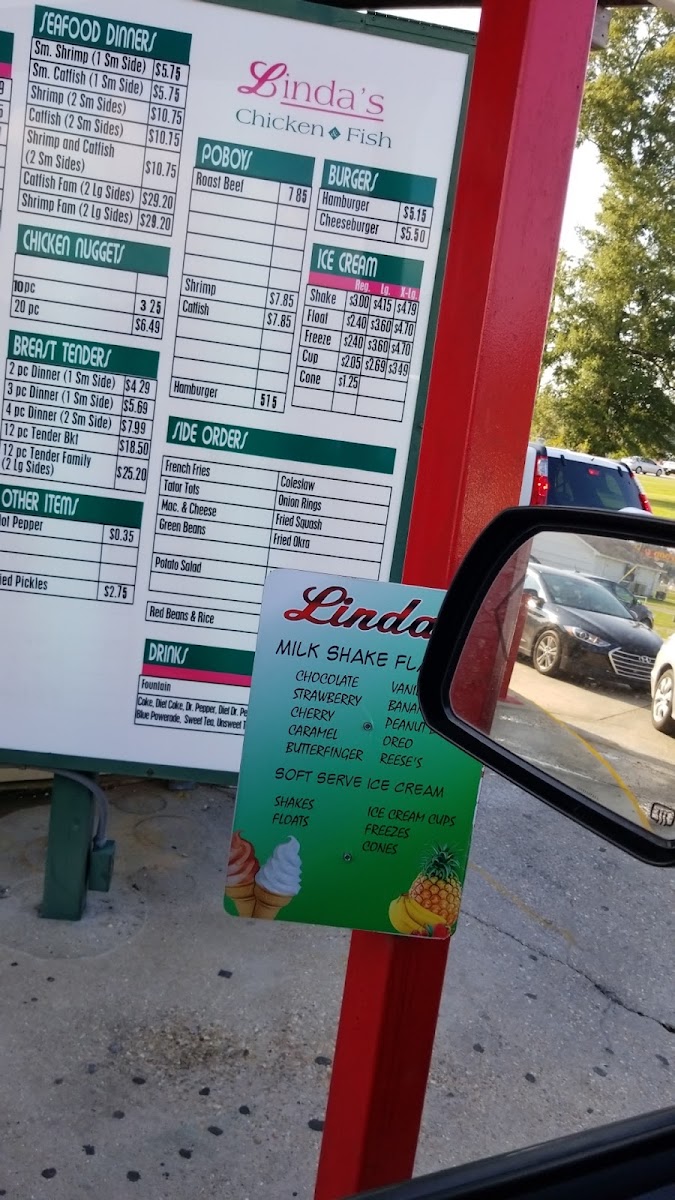 SEAFOOD DINNERS
Sm. Shrimp (1 Sm Side) $5.75
Sm. Catfish (1 Sm Side) $5.75
Shrimp (2 Sm Sides) $10.75
Catfish (2 Sm Sides) $10.75
Shrimp and Catfish
(2 Sm Sides) $10.75
Catfish Fam (2 Lg Sides) $29.20
Shrimp Fam (2 Lg Sides) $29.20
CHICKEN NUGGETS
10 pc 3 25
20 pc $6.49
BREAST TENDERS
2 pc Dinner (1 Sm Side) $4 29
3 pc Dinner (1 Sm Side) $5.69
4 pc Dinner (2 Sm Side) $7.99
12 pc Tender Bkt $18.50
12 pc Tender Family
(2 Lg Sides) $25.20
OTHER ITEMS
Hot Pepper $0.35
ied Pickles $2.75
Linda's
Chicken Fish
POBOYS
Roast Beef 7 85
Shrimp $7.85
Catfish $7.85
Hamburger 5 1 5
BURGERS
Hamburger $5.15
Cheeseburger $5.50
ICE CREAM
Reg. Lg. X-Lg.
Shake $3.00 $4.15 $4.79
Float $2.40 $3.60 $4.70
Freeze $2.40 $3.60 $4.70
Cup $2.05 $2.69 $3.49
Cone $1.25
SIDE ORDERS
French Fries Coleslaw
Tator Tots Onion Rings
Mac. & Cheese Fried Squash
Green Beans Fried Okra
Potato Salad
Red Beans & Rice
DRINKS
Fountain
Coke, Diet Coke, Dr. Pepper, Diet Dr. Pe
Blue Powerade, Sweet Tea, Unsweet T
Linda
MILK SHAKE FLA
CHOCOLATE VANI
STRAWBERRY BANA
CHERRY PEANUT
CARAMEL OREO
BUTTERFINGER REESE'S
SOFT SERVE ICE CREAM
SHAKES ICE CREAM CUPS
FLOATS FREEZES
CONES